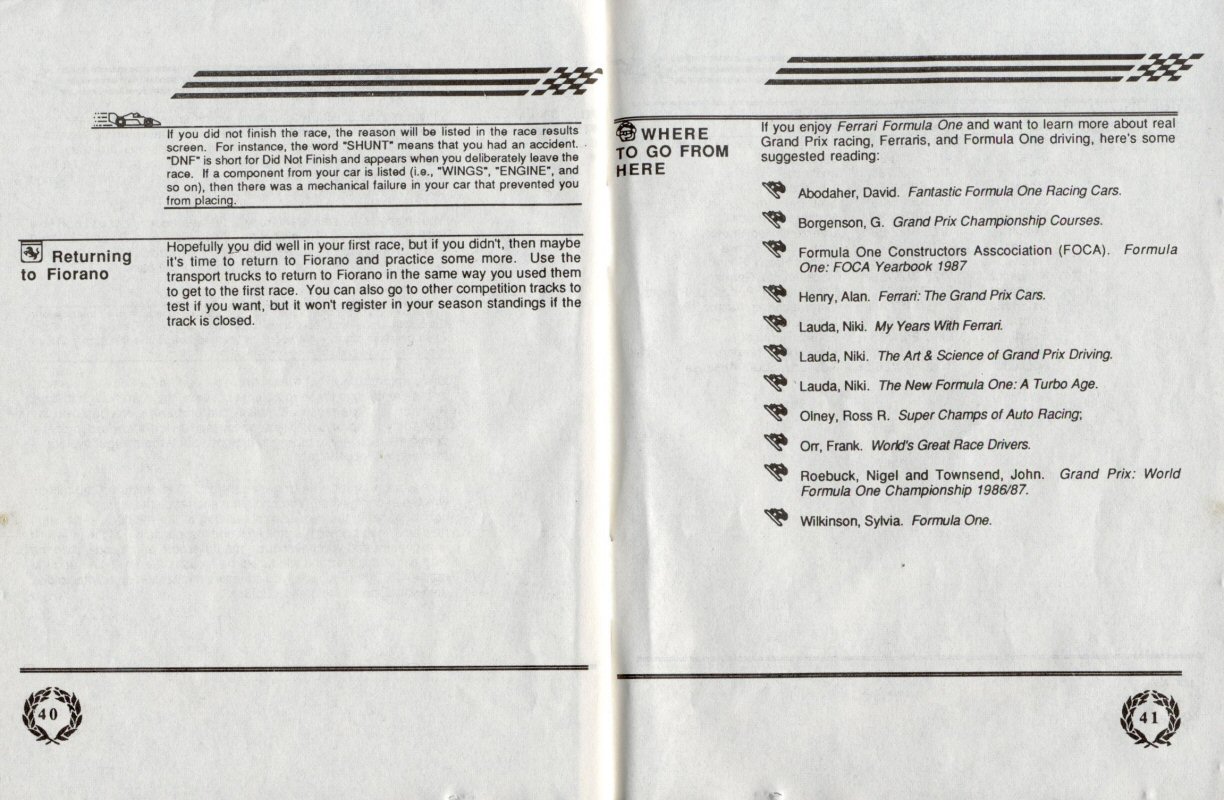 If you did not finish the race, the reason will be listed in the race results
screen. For instance, the word "SHUNT" means that you had an accident.
"DNF" is short for Did Not Finish and appears when you deliberately leave the
race. If a component from your car is listed (i.e., "WINGS", "ENGINE", and
so on), then there was a mechanical failure in your car that prevented you
from placing.
Returning
to Fiorano
Hopefully you did well in your first race, but if you didn't, then maybe
it's time to return to Fiorano and practice some more. Use the
transport trucks to return to Fiorano in the same way you used them
to get to the first race. You can also go to other competition tracks to
test if you want, but it won't register in your season standings if the
track is closed.
40
WHERE
TO GO FROM
HERE
If you enjoy Ferrari Formula One and want to learn more about real
Grand Prix racing, Ferraris, and Formula One driving, here's some
suggested reading:
Abodaher, David. Fantastic Formula One Racing Cars.
Borgenson, G. Grand Prix Championship Courses.
Formula One Constructors Asscociation (FOCA). Formula
One: FOCA Yearbook 1987
Henry, Alan. Ferrari: The Grand Prix Cars.
Lauda, Niki. My Years With Ferrari.
Lauda, Niki. The Art & Science of Grand Prix Driving.
Lauda, Niki. The New Formula One: A Turbo Age.
Olney, Ross R. Super Champs of Auto Racing;
Orr, Frank. World's Great Race Drivers.
Roebuck, Nigel and Townsend, John. Grand Prix: World
Formula One Championship 1986/87.
Wilkinson, Sylvia. Formula One.
41